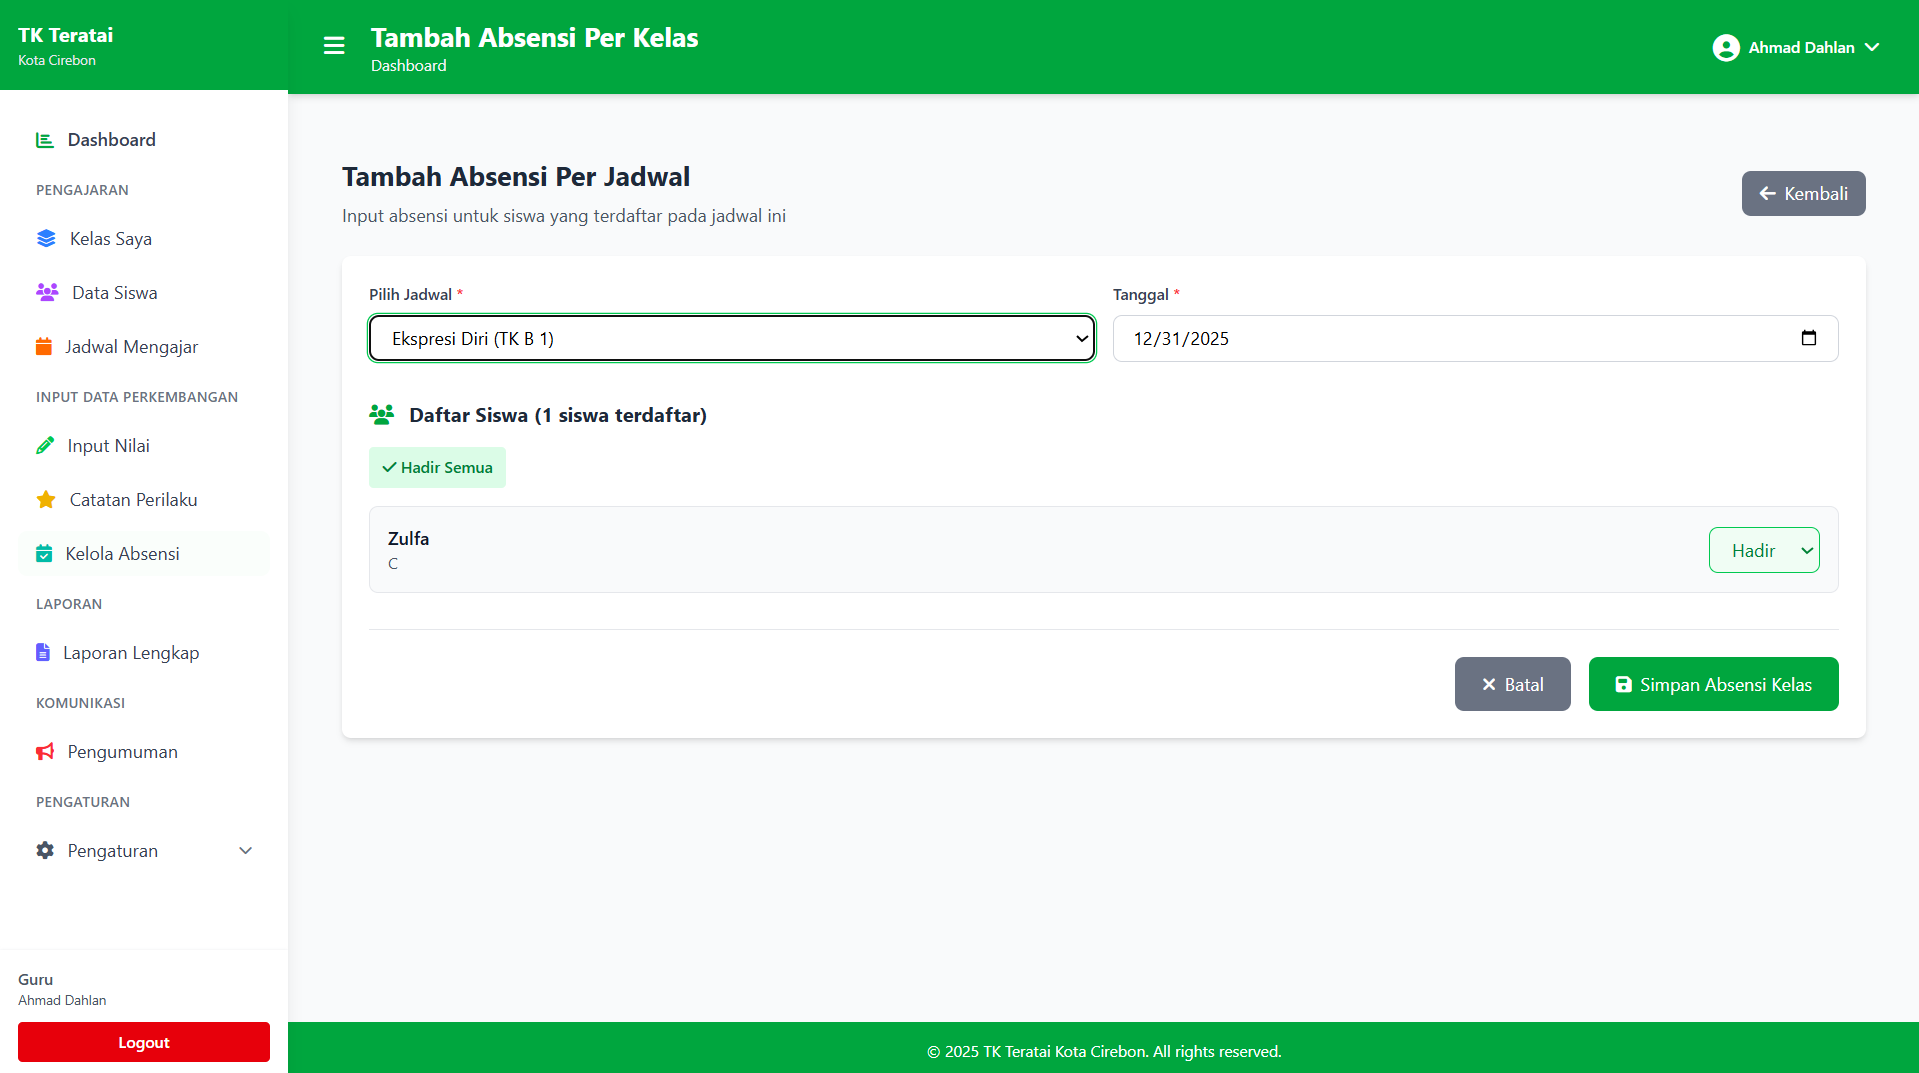 TK Teratai
Kota Cirebon
Tambah Absensi Per Kelas
Dashboard
Ahmad Dahlan
Dashboard
PENGAJARAN
Kelas Saya
Data Siswa
Jadwal Mengajar
INPUT DATA PERKEMBANGAN
Input Nilai
Catatan Perilaku
Kelola Absensi
LAPORAN
Laporan Lengkap
KOMUNIKASI
Pengumuman
PENGATURAN
Pengaturan
Guru
Ahmad Dahlan
Logout
Tambah Absensi Per Jadwal
Input absensi untuk siswa yang terdaftar pada jadwal ini
Kembali
Pilih Jadwal *
Ekspresi Diri (TK B 1)
Tanggal *
12/31/2025
Daftar Siswa (1 siswa terdaftar)
Hadir Semua
Zulfa
C
Hadir
Batal
Simpan Absensi Kelas
© 2025 TK Teratai Kota Cirebon. All rights reserved.